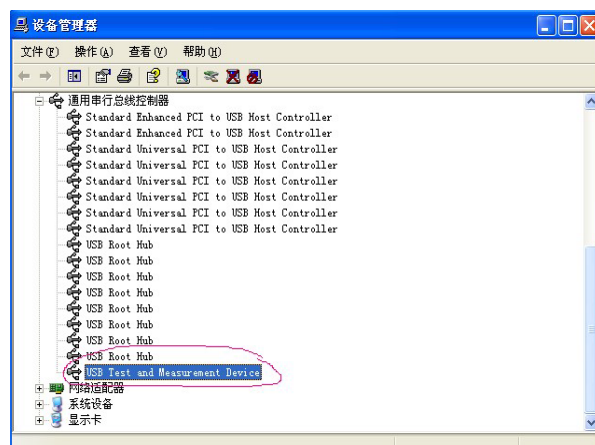 设备管理器
文件(F) 操作(A) 查看(V) 帮助(H)
通用串行总线控制器
Standard Enhanced PCI to USB Host Controller
Standard Enhanced PCI to USB Host Controller
Standard Universal PCI to USB Host Controller
Standard Universal PCI to USB Host Controller
Standard Universal PCI to USB Host Controller
Standard Universal PCI to USB Host Controller
Standard Universal PCI to USB Host Controller
Standard Universal PCI to USB Host Controller
USB Root Hub
USB Root Hub
USB Root Hub
USB Root Hub
USB Root Hub
USB Root Hub
USB Root Hub
USB Root Hub
USB Test and Measurement Device
网络适配器
系统设备
显示卡